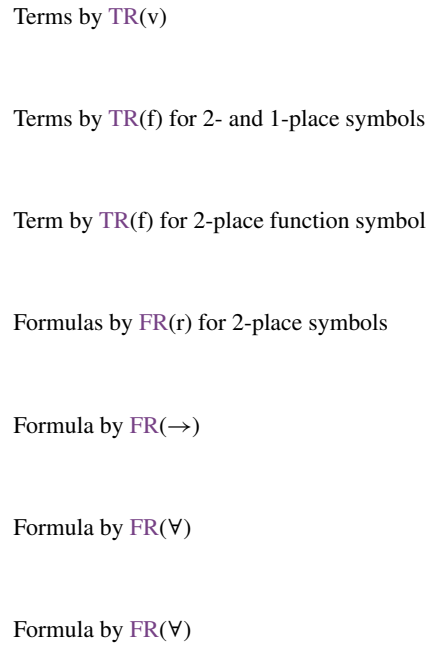 Terms by TR(v)
Terms by TR(f) for 2- and 1-place symbols
Term by TR(f) for 2-place function symbol
Formulas by FR(r) for 2-place symbols
Formula by FR(→)
Formula by FR(∀)
Formula by FR(∀)